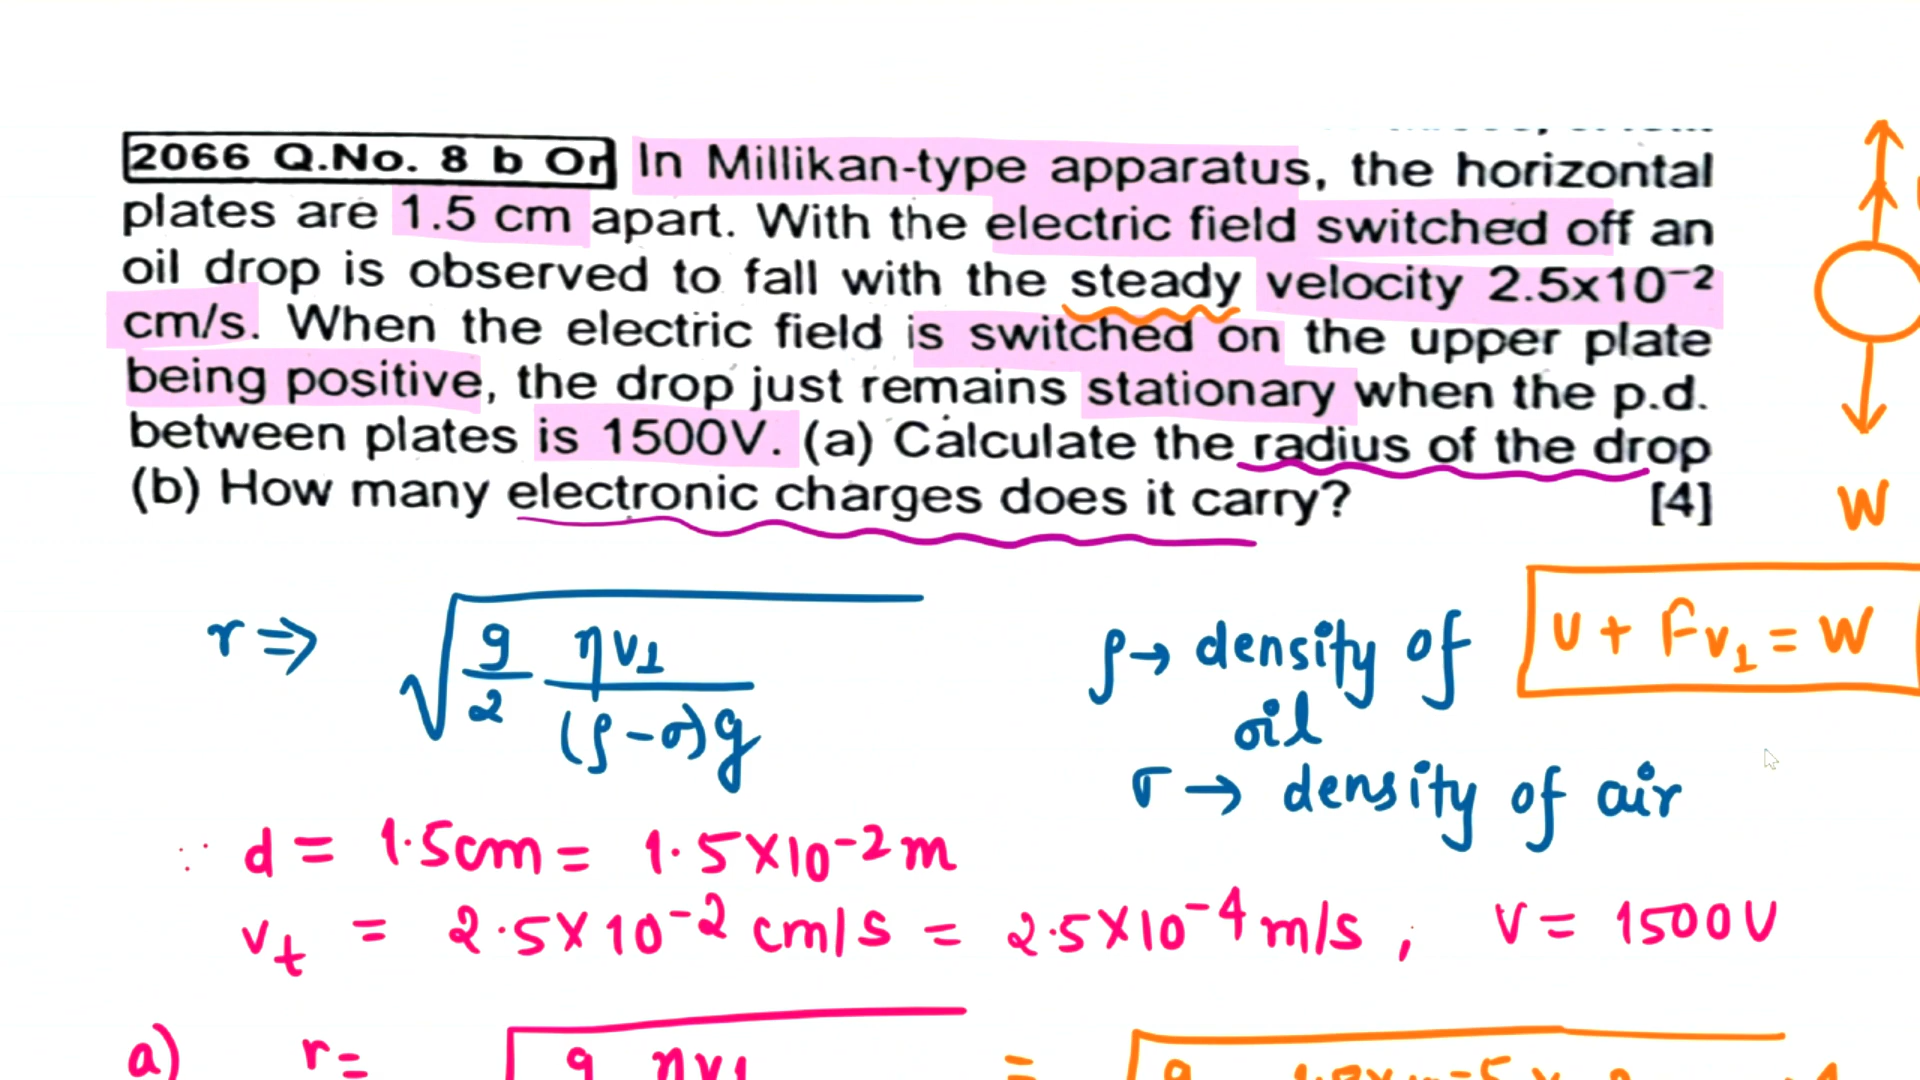 2066 Q.No. 8 b Or In Millikan-type apparatus, the horizontal
plates are 1.5 cm apart. With the electric field switched off an
oil drop is observed to fall with the steady velocity 2.5x10⁻²
cm/s. When the electric field is switched on the upper plate
being positive, the drop just remains stationary when the p.d.
between plates is 1500V. (a) Calculate the radius of the drop
(b) How many electronic charges does it carry? [4]
W
U + Fv₁ = W
r ⇒ √ 9/2 ηv₁/(ρ-σ)g
ρ → density of
oil
σ → density of air
∵ d = 1.5cm = 1.5×10⁻²m
vt = 2.5×10⁻² cm/s = 2.5×10⁻⁴ m/s, V = 1500V
a) r = √ 9 ηv₁ =